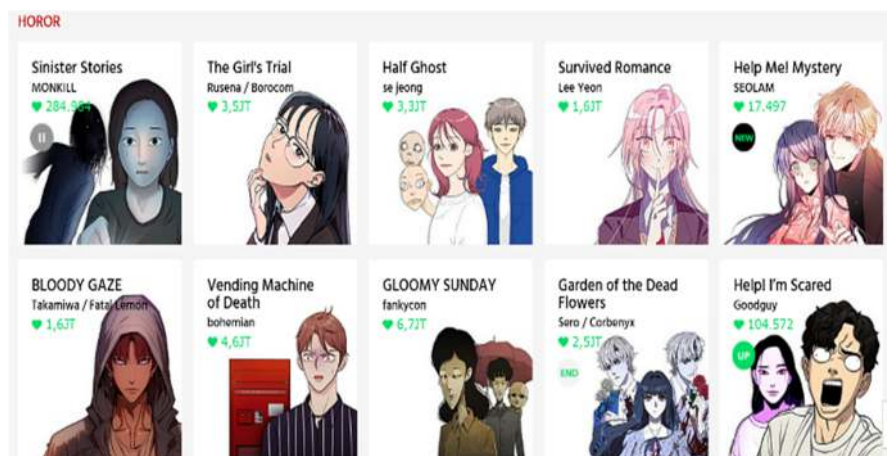 HOROR
Sinister Stories
MONKILL
284.984
The Girl's Trial
Rusena / Borocom
3,5JT
Half Ghost
se jeong
3,3JT
Survived Romance
Lee Yeon
1,6JT
Help Me! Mystery
SEOLAM
17.497
NEW
BLOODY GAZE
Takamiwa / Fatal Lemon
1,6JT
Vending Machine
of Death
bohemian
4,6JT
GLOOMY SUNDAY
fankycon
6,7JT
Garden of the Dead
Flowers
Sero / Corbenyx
2,5JT
END
Help! I'm Scared
Goodguy
104.572
UP